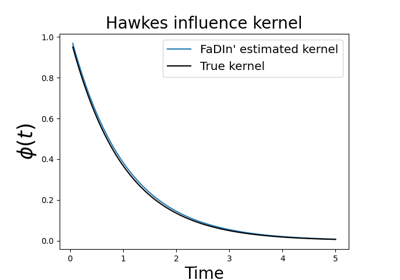 Hawkes influence kernel
FaDIn' estimated kernel
True kernel
ϕ(t)
1.0
0.8
0.6
0.4
0.2
0.0
0 1 2 3 4 5
Time